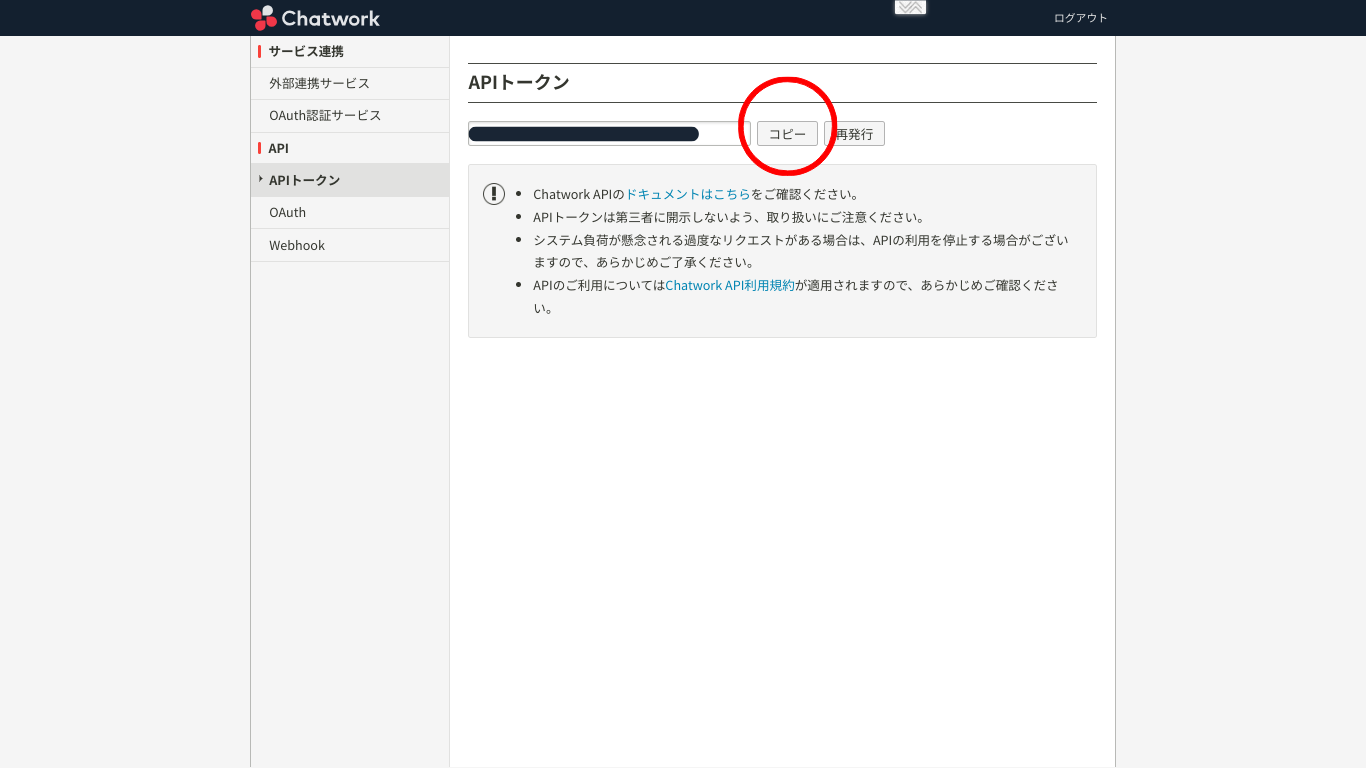 Chatwork
ログアウト
サービス連携
外部連携サービス
OAuth認証サービス
API
APIトークン
OAuth
Webhook
APIトークン
コピー
再発行
Chatwork APIのドキュメントはこちらをご確認ください。
APIトークンは第三者に開示しないよう、取り扱いにご注意ください。
システム負荷が懸念される過度なリクエストがある場合は、APIの利用を停止する場合がござい
ますので、あらかじめご了承ください。
APIのご利用についてはChatwork API利用規約が適用されますので、あらかじめご確認くださ
い。